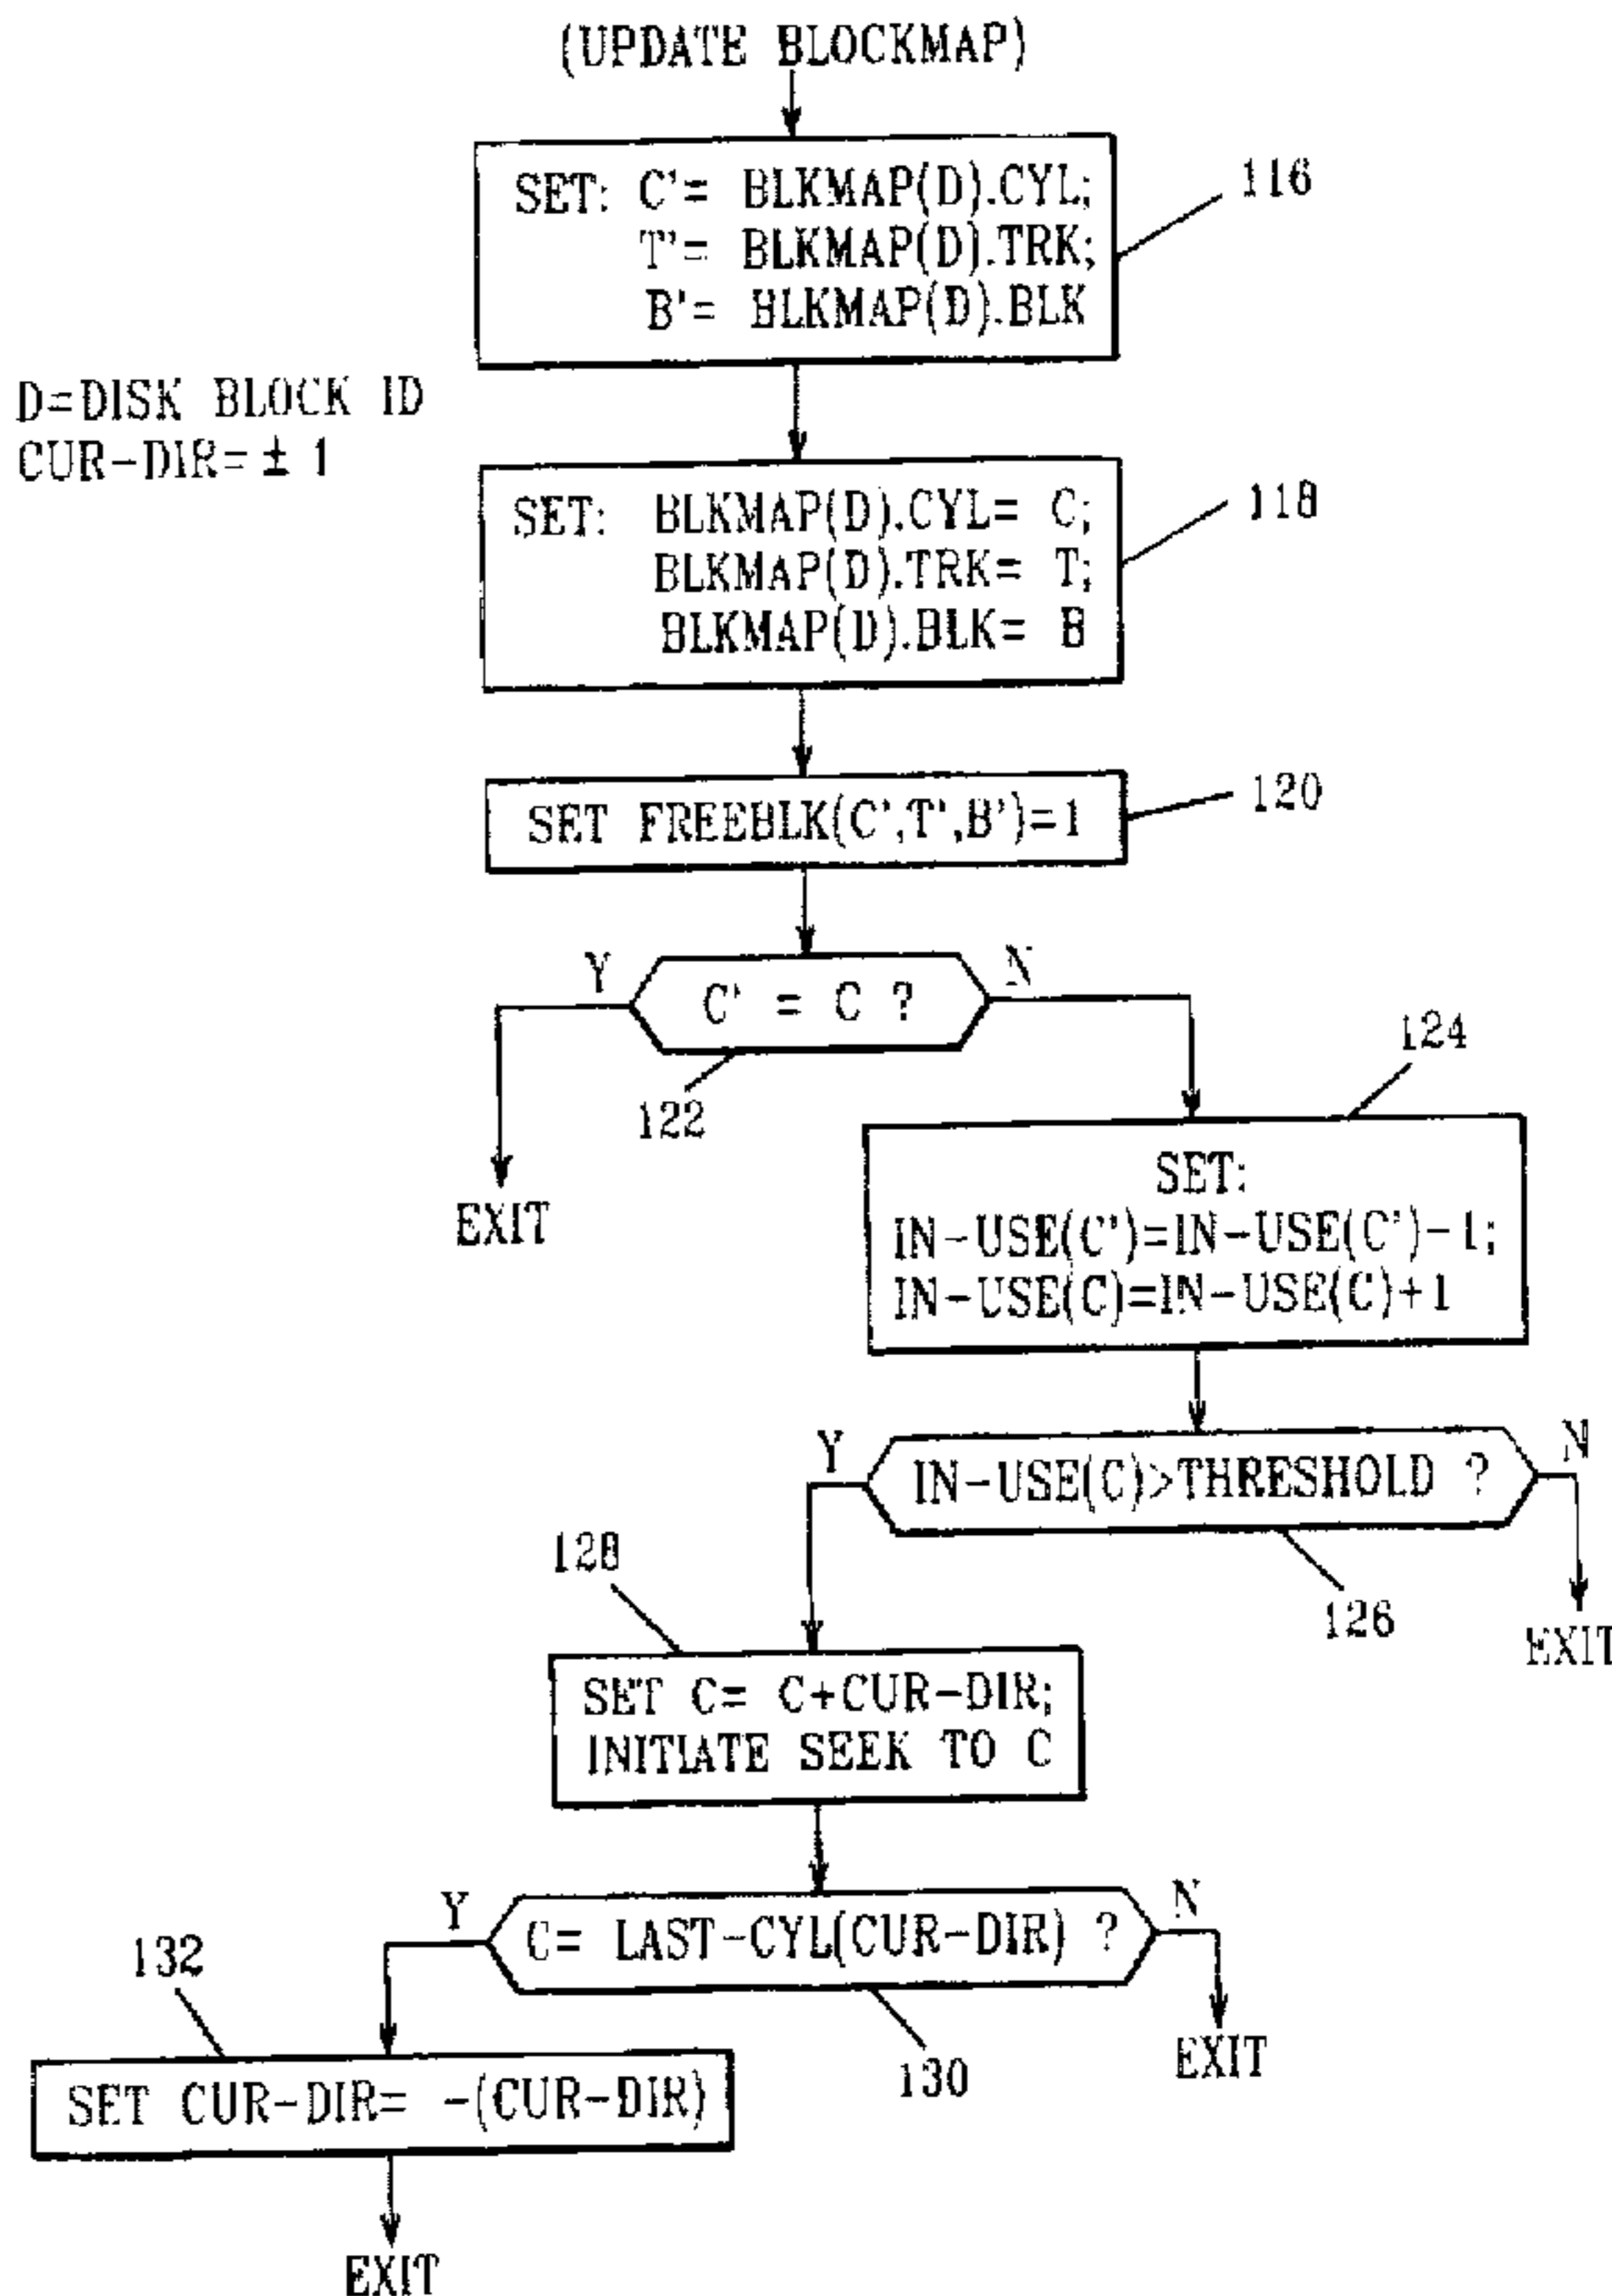 (UPDATE BLOCKMAP)
SET: C'= BLKMAP(D).CYL;
T'= BLKMAP(D).TRK;
B'= BLKMAP(D).BLK
116
D=DISK BLOCK ID
CUR-DIR=± 1
SET: BLKMAP(D).CYL= C;
BLKMAP(D).TRK= T;
BLKMAP(D).BLK= B
118
SET FREEBLK(C',T',B')=1
120
Y
C' = C ?
N
122
EXIT
124
SET:
IN-USE(C')=IN-USE(C')-1;
IN-USE(C)=IN-USE(C)+1
Y
IN-USE(C)>THRESHOLD ?
N
126
EXIT
128
SET C= C+CUR-DIR;
INITIATE SEEK TO C
Y
C= LAST-CYL(CUR-DIR) ?
N
130
EXIT
132
SET CUR-DIR= -(CUR-DIR)
EXIT